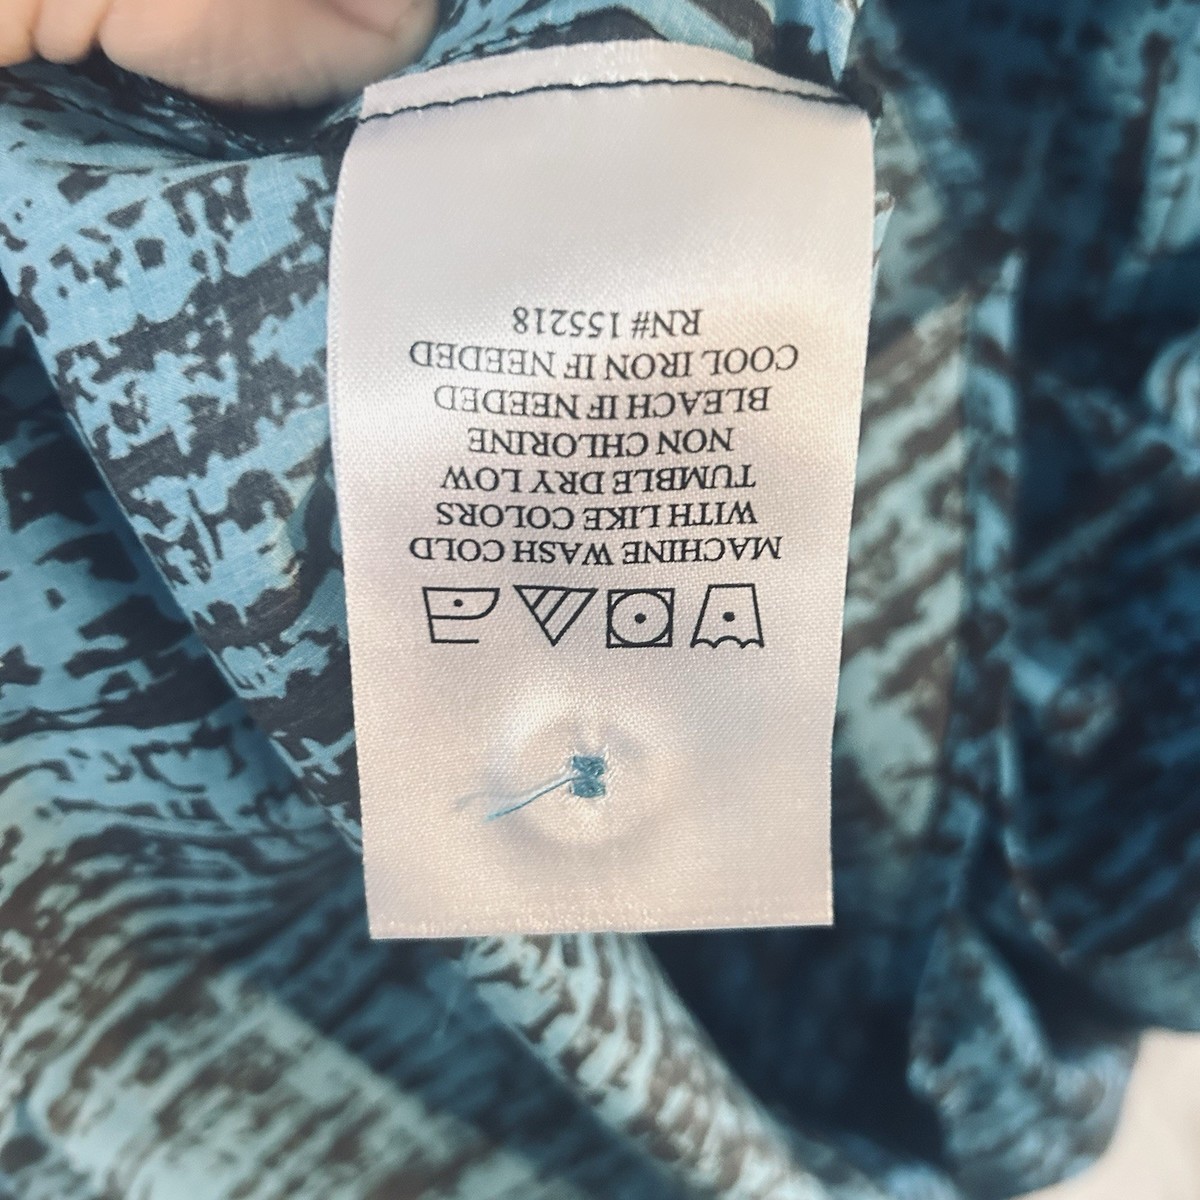 MACHINE WASH COLD
WITH LIKE COLORS
TUMBLE DRY LOW
NON CHLORINE
BLEACH IF NEEDED
COOL IRON IF NEEDED
RN# 155218